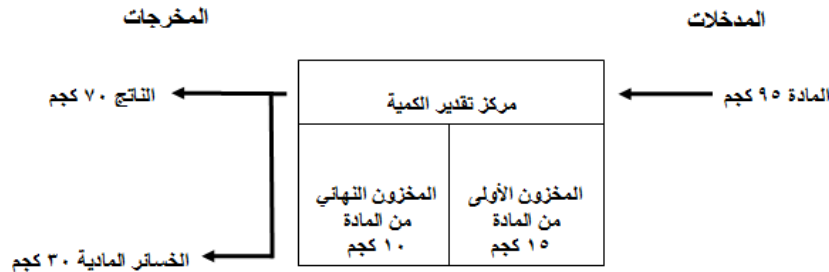 المدخلات
المخرجات
المادة ٩٥ كجم
مركز تقدير الكمية
الناتج ٧٠ كجم
المخزون الأولى
من المادة
١٥ كجم
المخزون النهائي
من المادة
١٠ كجم
الخسائر المادية ٣٠ كجم